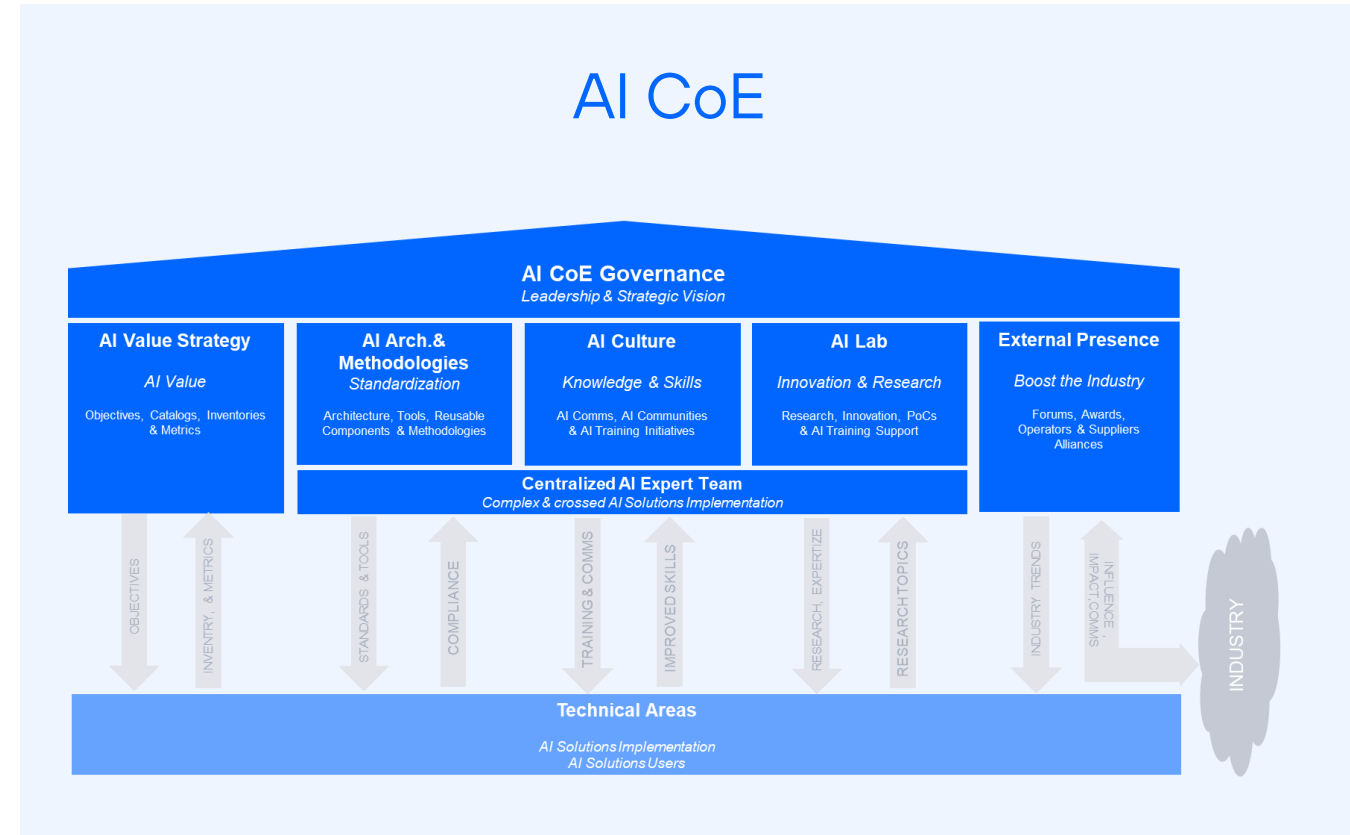 AI CoE
AI CoE Governance
Leadership & Strategic Vision
AI Value Strategy
AI Value
Objectives, Catalogs, Inventories
& Metrics
AI Arch.&
Methodologies
Standardization
Architecture, Tools, Reusable
Components & Methodologies
AI Culture
Knowledge & Skills
AI Comms, AI Communities
& AI Training Initiatives
AI Lab
Innovation & Research
Research, Innovation, PoCs
& AI Training Support
External Presence
Boost the Industry
Forums, Awards,
Operators & Suppliers
Alliances
Centralized AI Expert Team
Complex & crossed AI Solutions Implementation
OBJECTIVES
INVENTRY, & METRICS
STANDARDS & TOOLS
COMPLIANCE
TRAINING & COMMS
IMPROVED SKILLS
RESEARCH, EXPERTIZE
RESEARCH TOPICS
INDUSTRY TRENDS
INFLUENCE ,
IMPACT,COMMS
INDUSTRY
Technical Areas
AI Solutions Implementation
AI Solutions Users